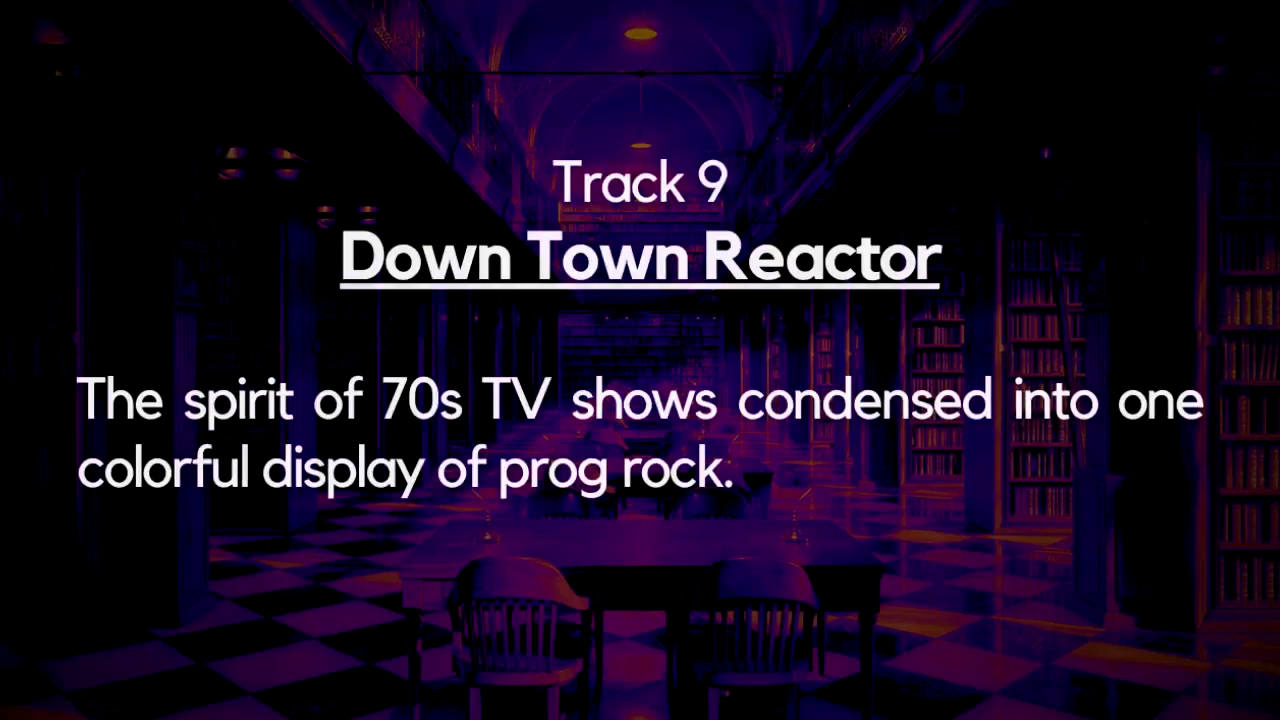 Track 9
Down Town Reactor
The spirit of 70s TV shows condensed into one
colorful display of prog rock.